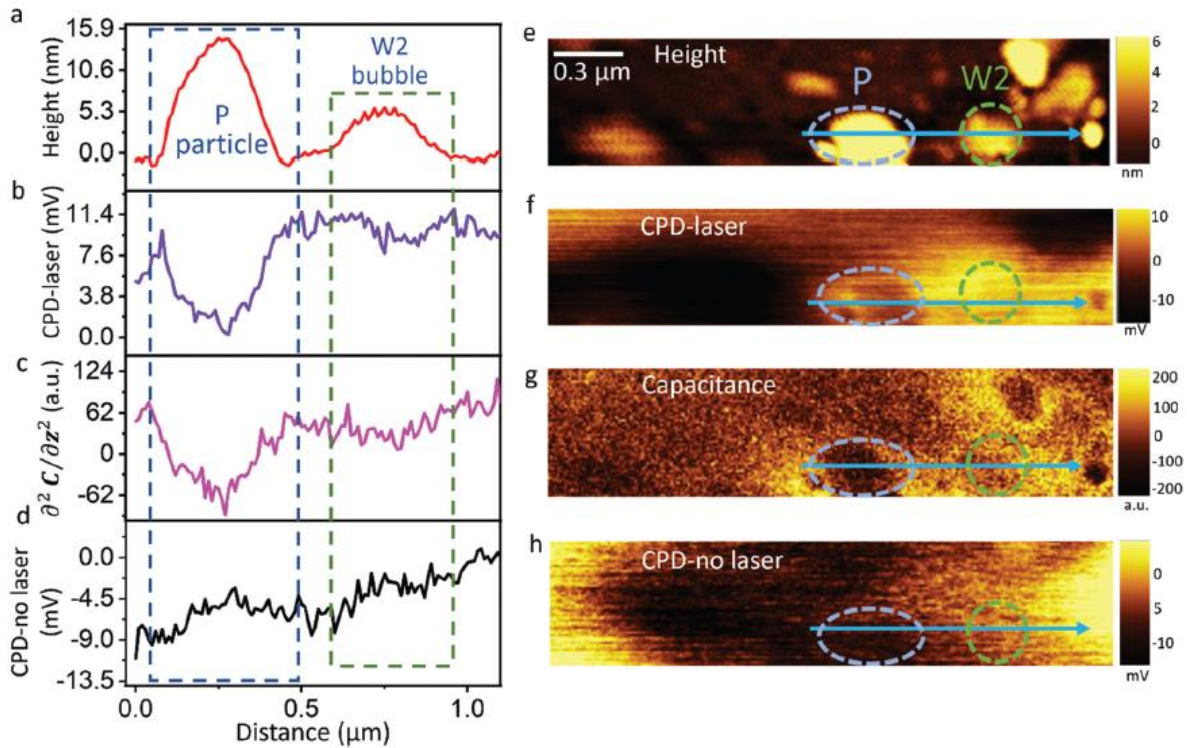 a
15.9
10.6
5.3
0.0
Height (nm)
P
particle
W2
bubble
b
11.4
7.6
3.8
0.0
CPD-laser (mV)
c
124
62
0
-62
∂² C/∂z² (a.u.)
d
0.0
-4.5
-9.0
-13.5
CPD-no laser
(mV)
0.0
0.5
1.0
Distance (μm)
e
0.3 μm
Height
P
W2
6
4
2
0
nm
f
CPD-laser
10
0
-10
mV
g
Capacitance
200
100
0
-100
-200
a.u.
h
CPD-no laser
0
5
-10
mV